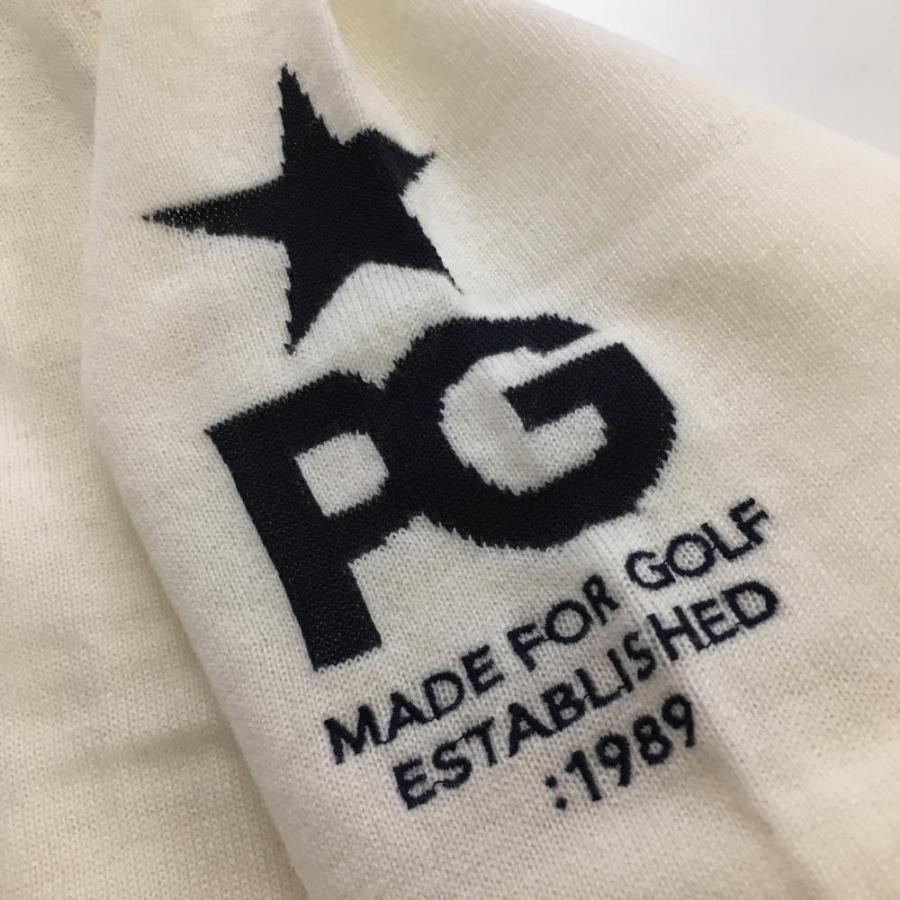 PG
MADE FOR GOLF
ESTABLISHED
:1989